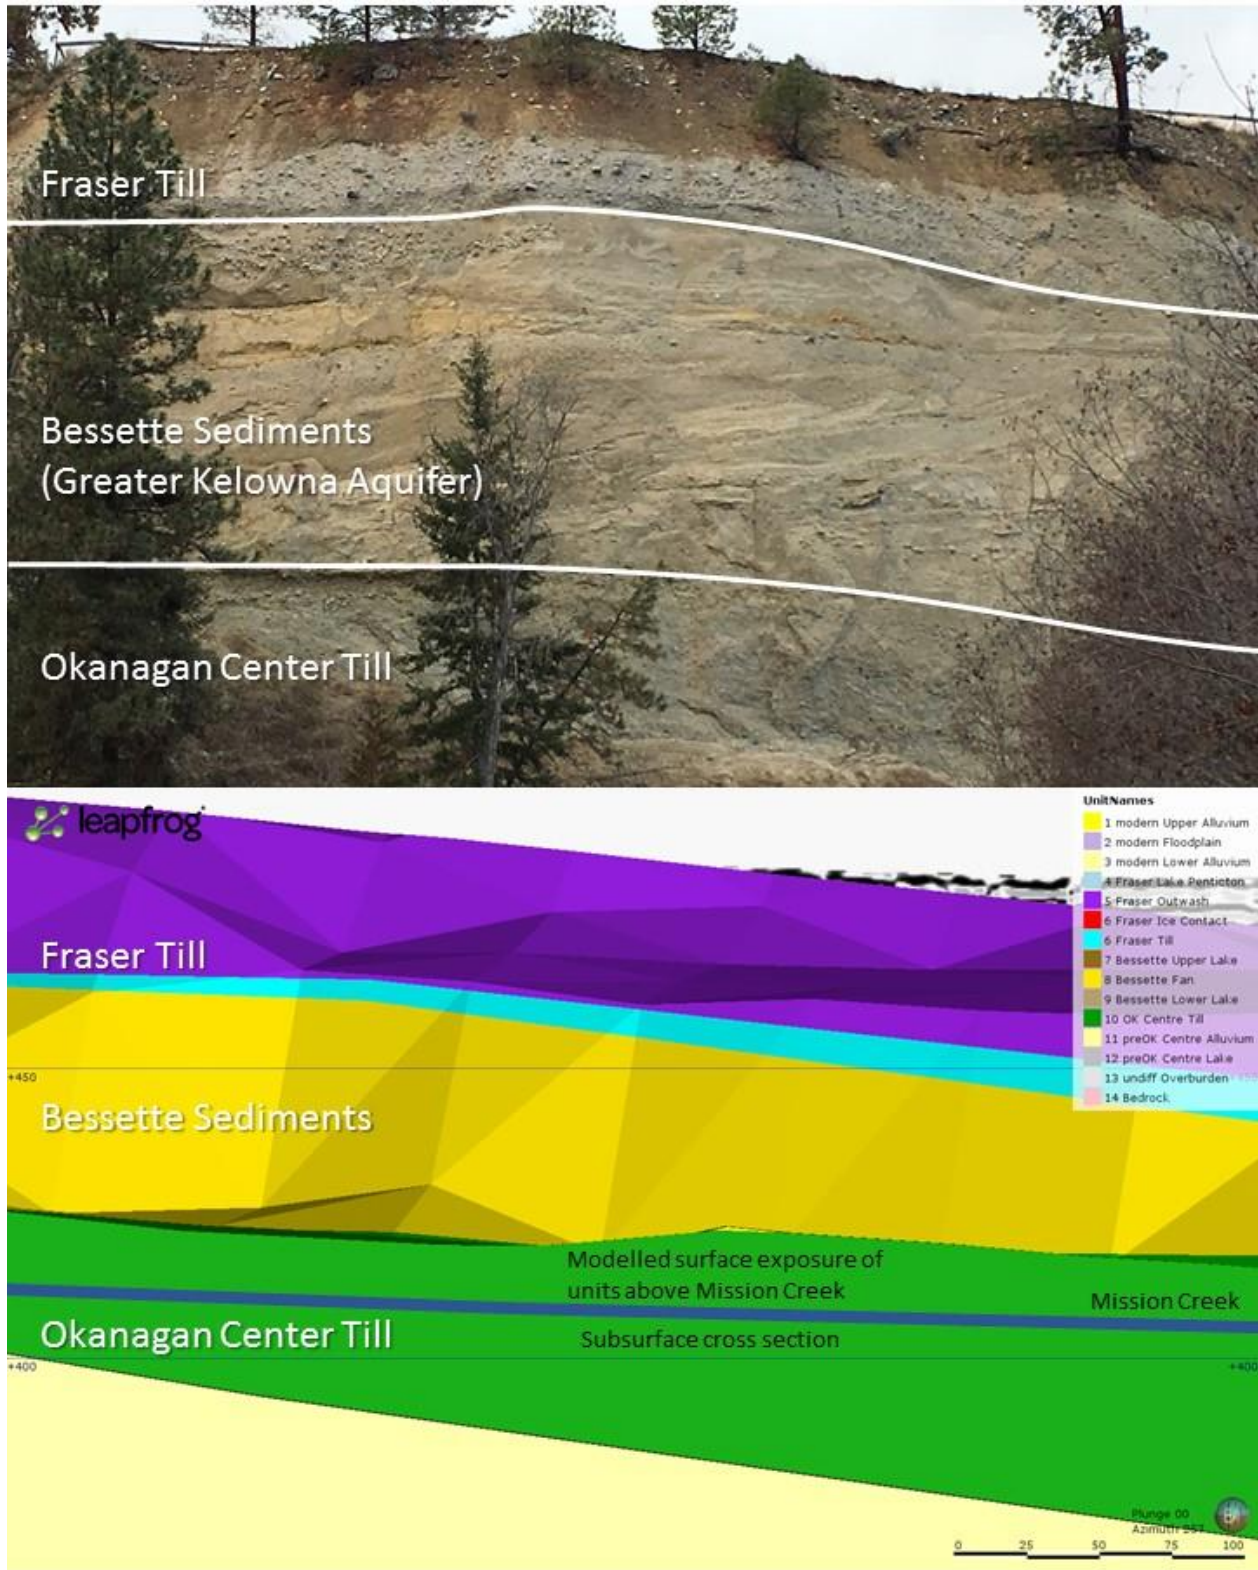 Fraser Till
Bessette Sediments
(Greater Kelowna Aquifer)
Okanagan Center Till
leapfrog
UnitNames
1 modern Upper Alluvium
2 modern Floodplain
3 modern Lower Alluvium
4 Fraser Lake Penticton
5 Fraser Outwash
6 Fraser Ice Contact
6 Fraser Till
7 Bessette Upper Lake
8 Bessette Fan
9 Bessette Lower Lake
10 OK Centre Till
11 preOK Centre Alluvium
12 preOK Centre Lake
13 undiff Overburden
14 Bedrock
Fraser Till
+450
Bessette Sediments
Modelled surface exposure of
units above Mission Creek
Mission Creek
Okanagan Center Till
Subsurface cross section
+400
+400
Plunge 00
Azimuth
0 25 50 75 100